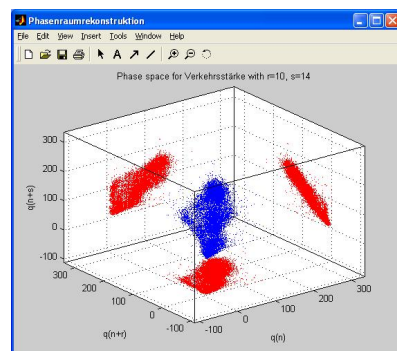 Phasenraumrekonstruktion
File Edit View Insert Tools Window Help
A
Phase space for Verkehrsstärke with r=10, s=14
300
200
100
0
-100
q(n+s)
300
200
100
0
-100
q(n+r)
-100
0
100
200
300
q(n)